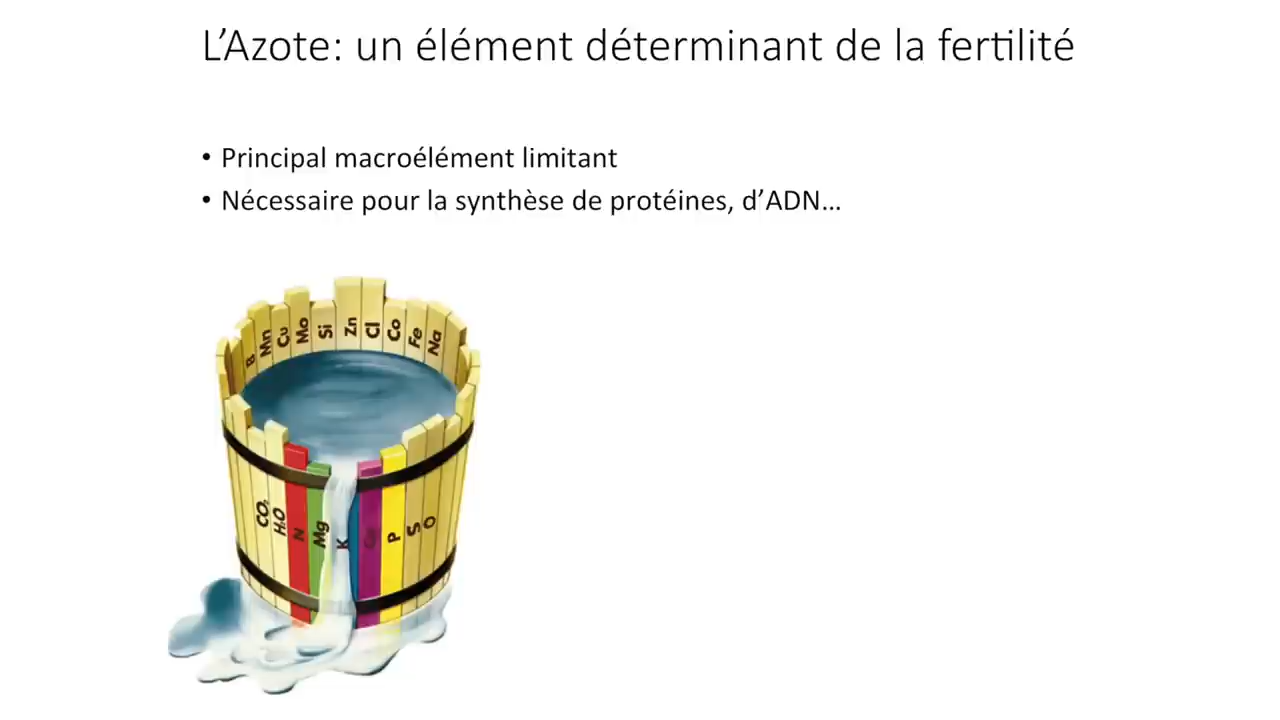 L’Azote: un élément déterminant de la fertilité
• Principal macroélément limitant
• Nécessaire pour la synthèse de protéines, d’ADN…
B Mn Cu Mo Si Zn Cl Co Fe Na
CO₂ H₂O N Mg K Ca P S O